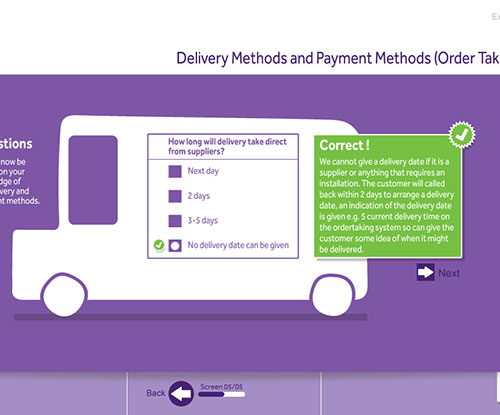 Delivery Methods and Payment Methods (Order Tak
stions
now be
on your
dge of
very and
nt methods.
How long will delivery take direct
from suppliers?
Next day
2 days
3-5 days
No delivery date can be given
Correct !
We cannot give a delivery date if it is a
supplier or anything that requires an
installation. The customer will called
back within 2 days to arrange a delivery
date, an indication of the delivery date
is given e.g. 5 current delivery time on
the ordertaking system so can give the
customer some idea of when it might
be delivered.
Next
Back
Screen 05/05